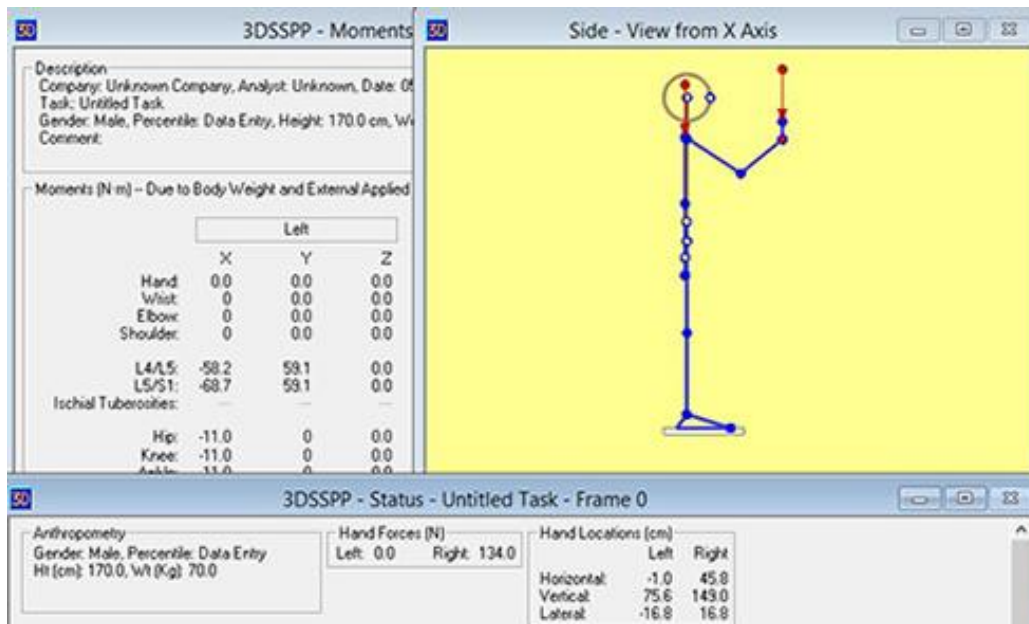 3DSSPP - Moments
Description
Company: Unknown Company, Analyst: Unknown, Date: 05
Task: Untitled Task
Gender: Male, Percentile: Data Entry, Height: 170.0 cm, We
Comment:
Moments (N·m) -- Due to Body Weight and External Applied
Left
X Y Z
Hand: 0.0 0.0 0.0
Wrist: 0 0.0 0.0
Elbow: 0 0.0 0.0
Shoulder: 0 0.0 0.0
L4/L5: -58.2 59.1 0.0
L5/S1: -68.7 59.1 0.0
Ischial Tuberosities: --- --- ---
Hip: -11.0 0 0.0
Knee: -11.0 0 0.0
Ankle: -11.0 0 0.0
Side - View from X Axis
3DSSPP - Status - Untitled Task - Frame 0
Anthropometry
Gender: Male, Percentile: Data Entry
Ht (cm): 170.0, Wt (Kg): 70.0
Hand Forces (N)
Left: 0.0 Right: 134.0
Hand Locations (cm)
Left Right
Horizontal: -1.0 45.8
Vertical: 75.6 149.0
Lateral: -16.8 16.8